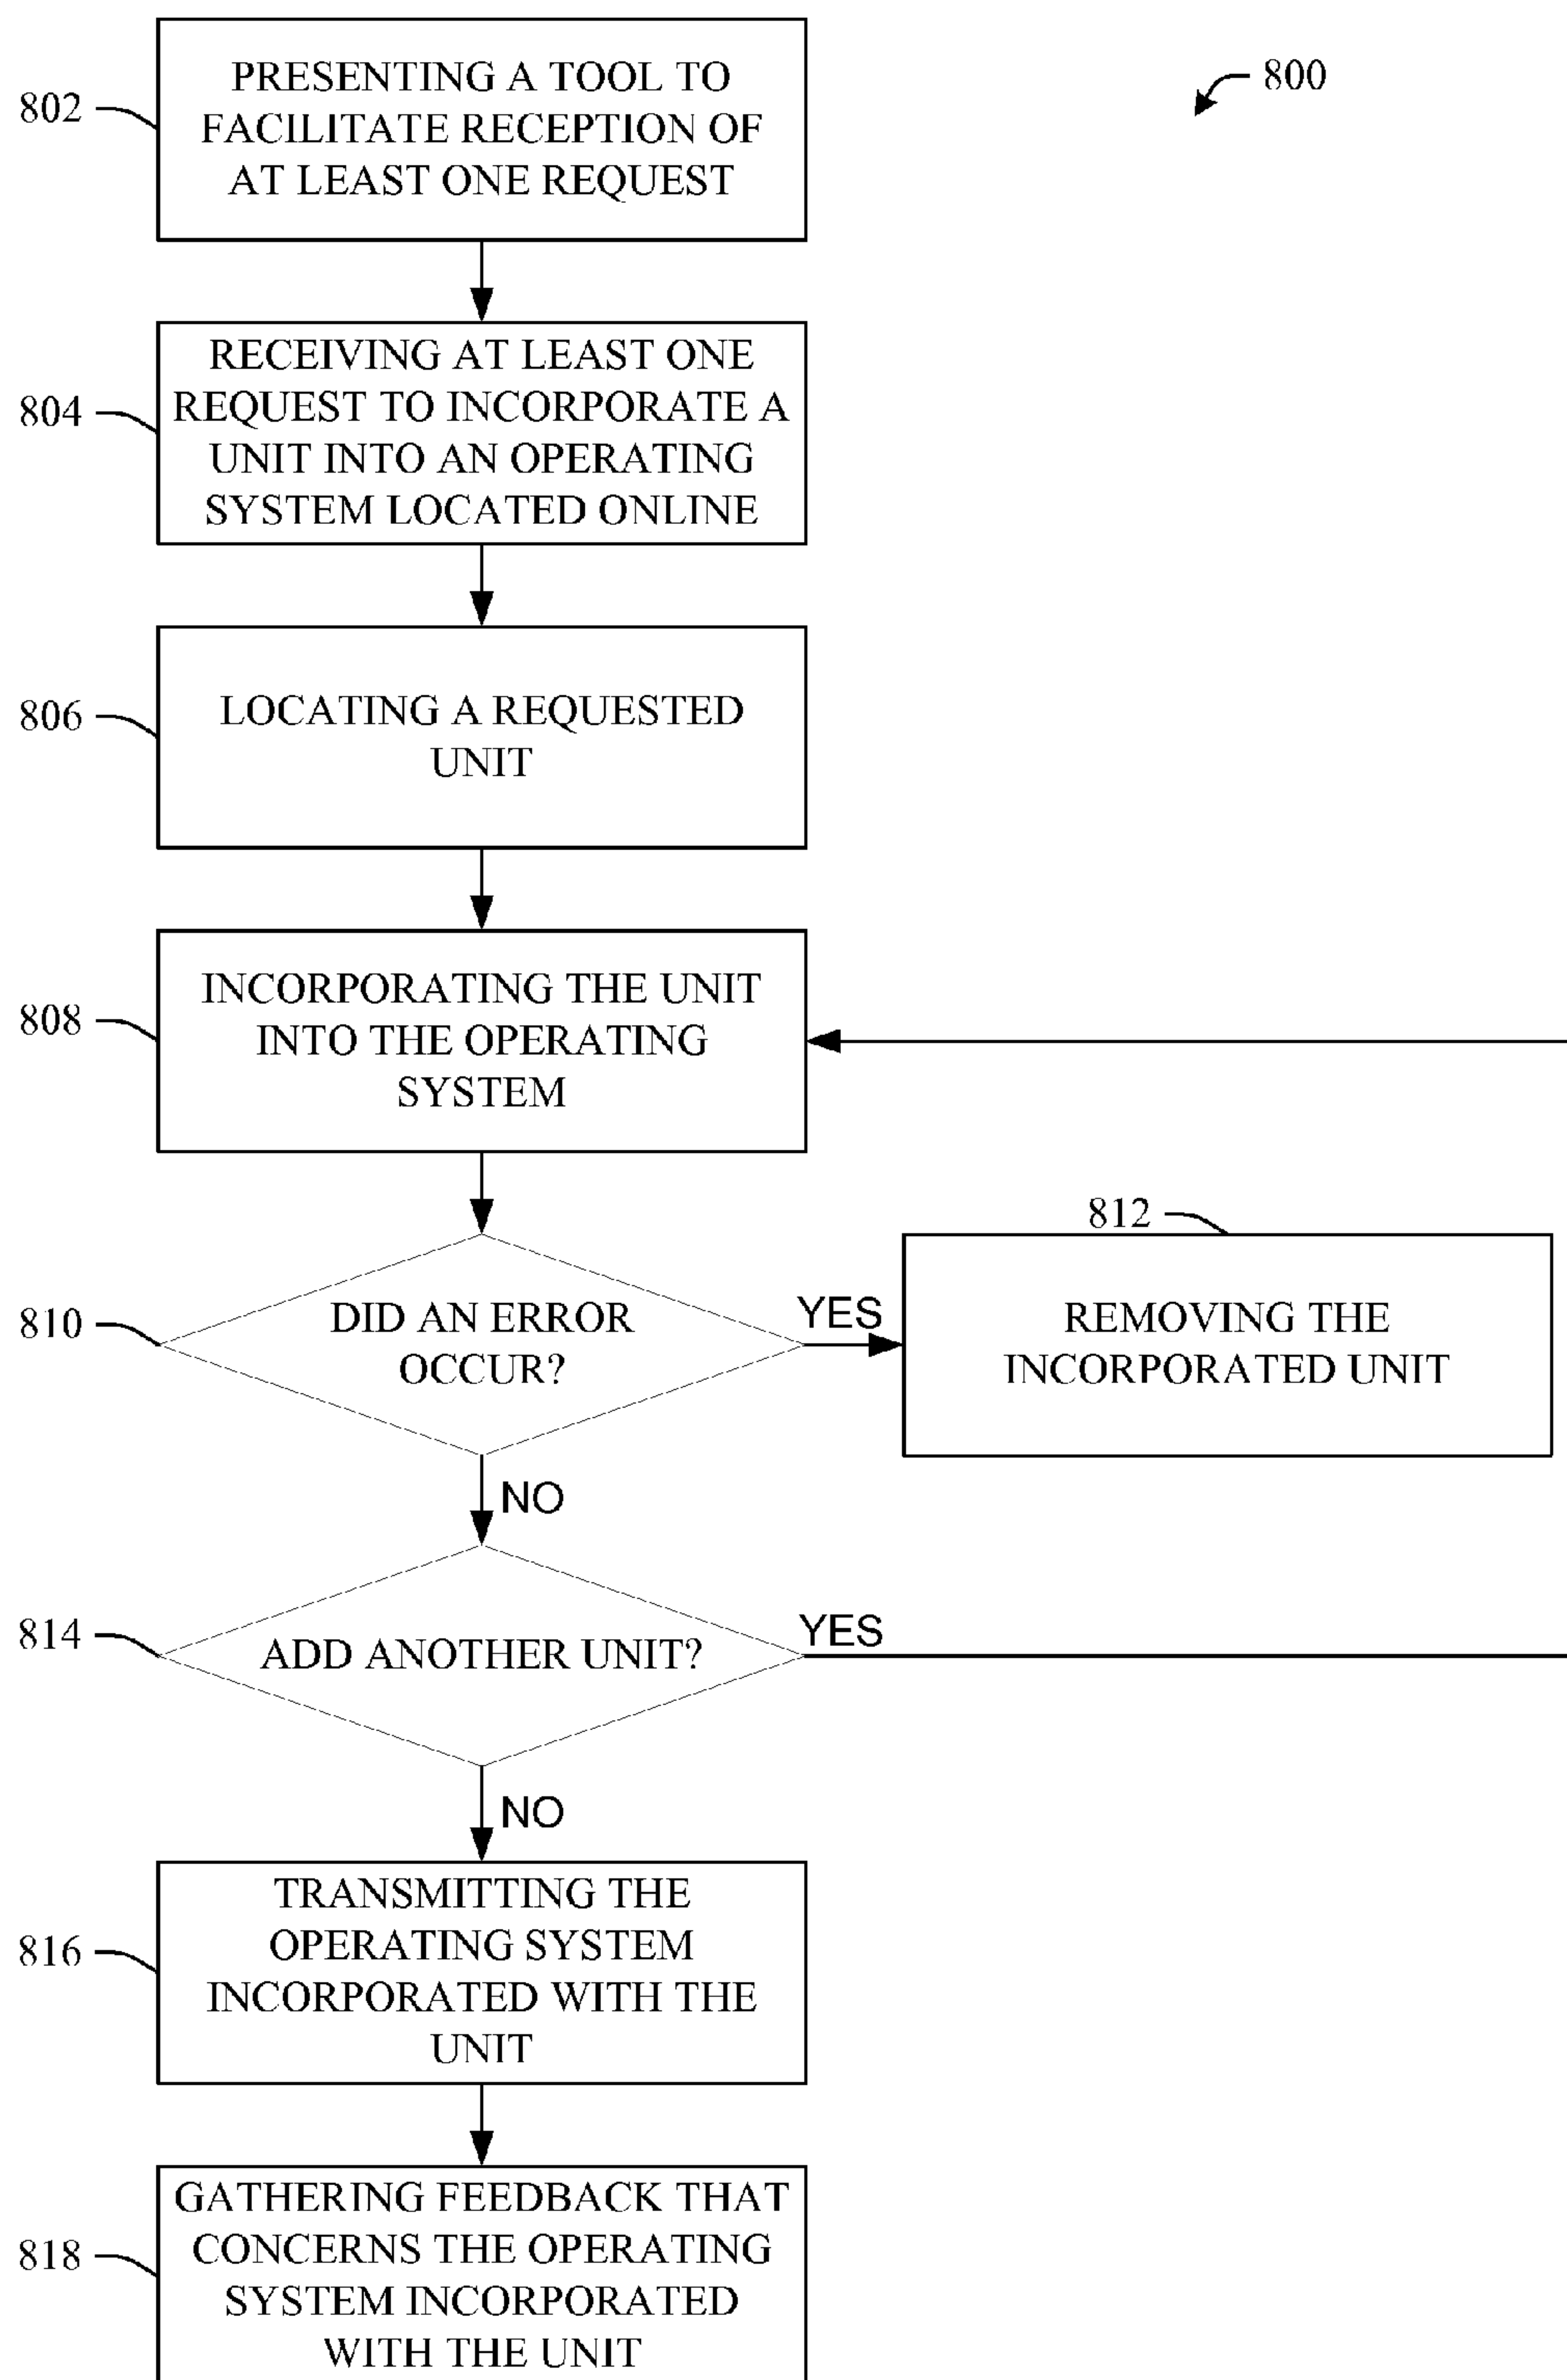 800
802
PRESENTING A TOOL TO
FACILITATE RECEPTION OF
AT LEAST ONE REQUEST
804
RECEIVING AT LEAST ONE
REQUEST TO INCORPORATE A
UNIT INTO AN OPERATING
SYSTEM LOCATED ONLINE
806
LOCATING A REQUESTED
UNIT
808
INCORPORATING THE UNIT
INTO THE OPERATING
SYSTEM
810
DID AN ERROR
OCCUR?
YES
812
REMOVING THE
INCORPORATED UNIT
NO
814
ADD ANOTHER UNIT?
YES
NO
816
TRANSMITTING THE
OPERATING SYSTEM
INCORPORATED WITH THE
UNIT
818
GATHERING FEEDBACK THAT
CONCERNS THE OPERATING
SYSTEM INCORPORATED
WITH THE UNIT